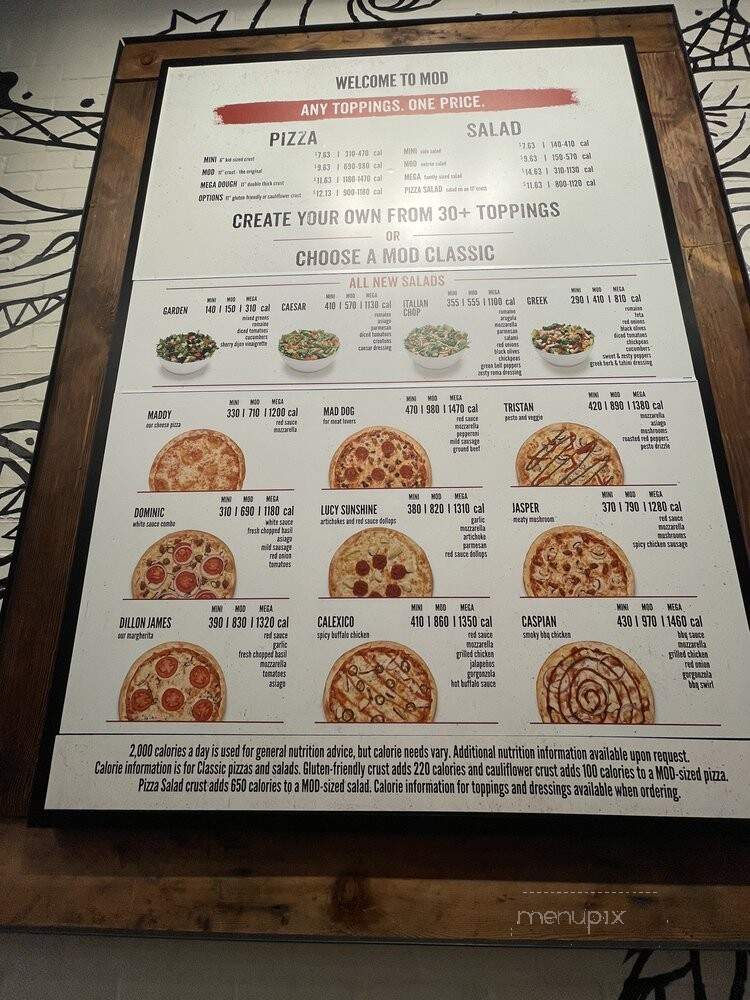 WELCOME TO MOD
ANY TOPPINGS. ONE PRICE.
PIZZA
MINI 6" kid-sized crust $7.63 | 310-470 cal
MOD 11" crust - the original $9.63 | 690-980 cal
MEGA DOUGH 11" double thick crust $11.63 | 1180-1470 cal
OPTIONS 11" gluten friendly or cauliflower crust $12.13 | 900-1180 cal
SALAD
MINI side salad $7.63 | 140-410 cal
MOD entree salad $9.63 | 150-570 cal
MEGA family sized salad $14.63 | 310-1130 cal
PIZZA SALAD salad on an 11" crust $11.63 | 800-1120 cal
CREATE YOUR OWN FROM 30+ TOPPINGS
OR
CHOOSE A MOD CLASSIC
ALL NEW SALADS
GARDEN
MINI MOD MEGA
140 | 150 | 310 cal
mixed greens
romaine
diced tomatoes
cucumbers
sherry dijon vinaigrette
CAESAR
MINI MOD MEGA
410 | 570 | 1130 cal
romaine
asiago
parmesan
diced tomatoes
croutons
caesar dressing
ITALIAN
CHOP
MINI MOD MEGA
355 | 555 | 1100 cal
romaine
arugula
mozzarella
parmesan
salami
red onions
black olives
chickpeas
green bell peppers
zesty roma dressing
GREEK
MINI MOD MEGA
290 | 410 | 810 cal
romaine
feta
red onions
black olives
diced tomatoes
chickpeas
cucumbers
sweet & zesty peppers
greek herb & tahini dressing
MADDY
our cheese pizza
MINI MOD MEGA
330 | 710 | 1200 cal
red sauce
mozzarella
MAD DOG
for meat lovers
MINI MOD MEGA
470 | 980 | 1470 cal
red sauce
mozzarella
pepperoni
mild sausage
ground beef
TRISTAN
pesto and veggie
MINI MOD MEGA
420 | 890 | 1380 cal
mozzarella
asiago
mushrooms
roasted red peppers
pesto drizzle
DOMINIC
white sauce combo
MINI MOD MEGA
310 | 690 | 1180 cal
white sauce
fresh chopped basil
asiago
mild sausage
red onion
tomatoes
LUCY SUNSHINE
artichokes and red sauce dollops
MINI MOD MEGA
380 | 820 | 1310 cal
garlic
mozzarella
artichoke
parmesan
red sauce dollops
JASPER
meaty mushroom
MINI MOD MEGA
370 | 790 | 1280 cal
red sauce
mozzarella
mushrooms
spicy chicken sausage
DILLON JAMES
our margherita
MINI MOD MEGA
390 | 830 | 1320 cal
red sauce
garlic
fresh chopped basil
mozzarella
tomatoes
asiago
CALEXICO
spicy buffalo chicken
MINI MOD MEGA
410 | 860 | 1350 cal
red sauce
mozzarella
grilled chicken
jalapeños
gorgonzola
hot buffalo sauce
CASPIAN
smoky bbq chicken
MINI MOD MEGA
430 | 970 | 1460 cal
bbq sauce
mozzarella
grilled chicken
red onion
gorgonzola
bbq swirl
2,000 calories a day is used for general nutrition advice, but calorie needs vary. Additional nutrition information available upon request.
Calorie information is for Classic pizzas and salads. Gluten-friendly crust adds 220 calories and cauliflower crust adds 100 calories to a MOD-sized pizza.
Pizza Salad crust adds 650 calories to a MOD-sized salad. Calorie information for toppings and dressings available when ordering.
menupix